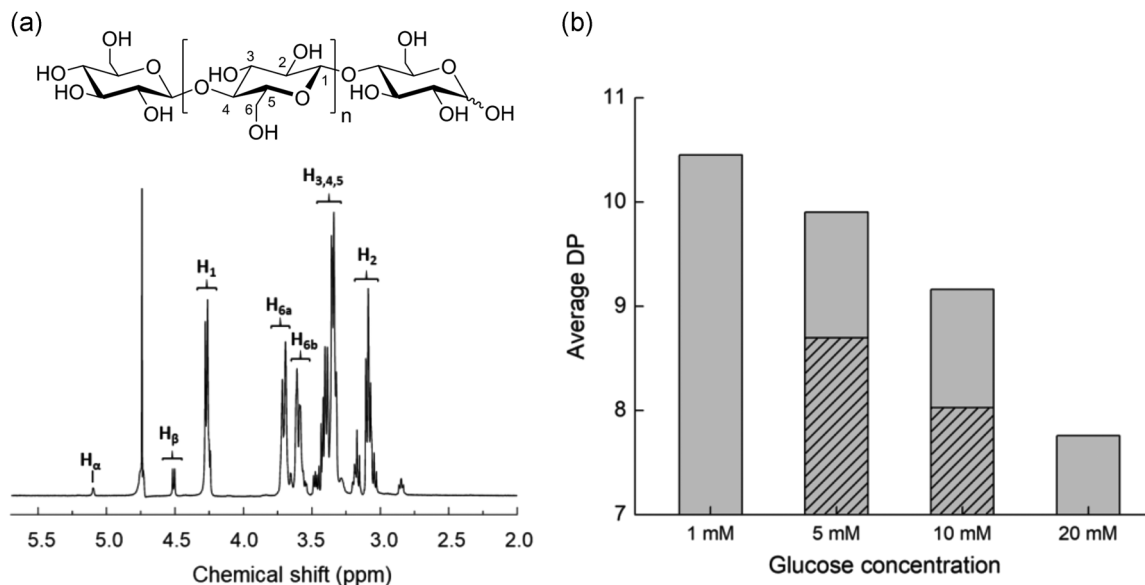 (a)
OH
HO
HO
OH
O
O
3
HO
2
OH
4
5
O
6
1
OH
n
O
OH
O
HO
OH
OH
H3,4,5
H1
H2
H6a
H6b
Hβ
Hα
5.5 5.0 4.5 4.0 3.5 3.0 2.5 2.0
Chemical shift (ppm)
(b)
11
10
9
8
7
Average DP
1 mM 5 mM 10 mM 20 mM
Glucose concentration